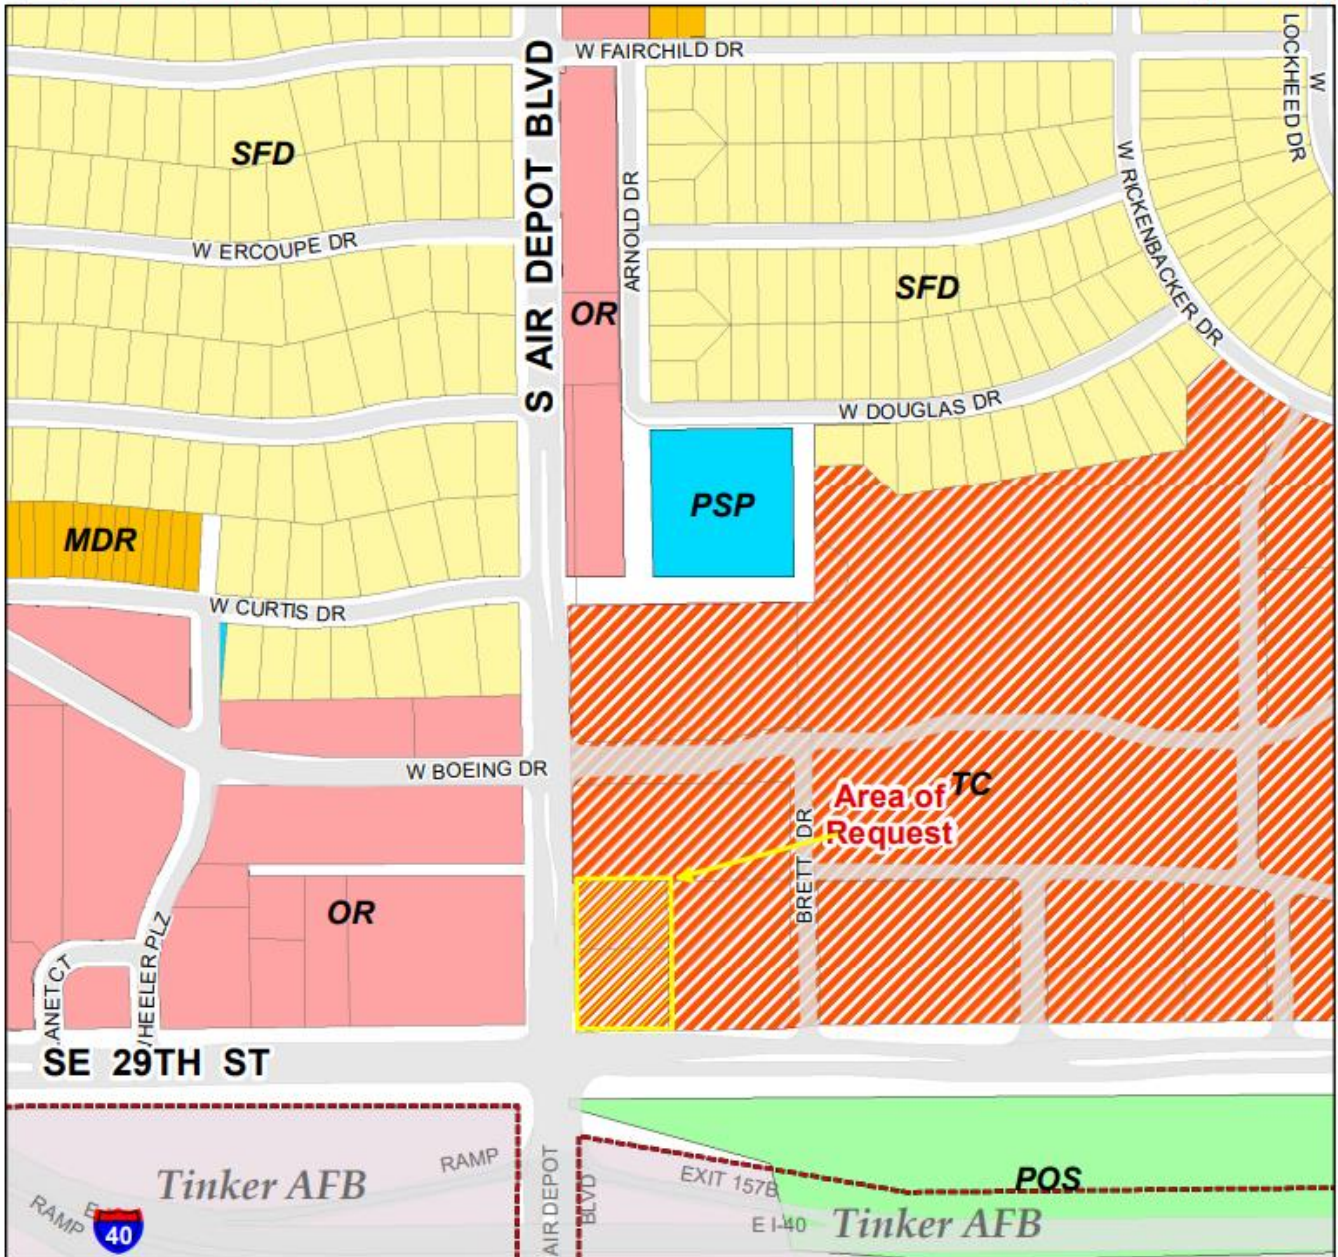 W FAIRCHILD DR
LOCKHEED DR
W
S AIR DEPOT BLVD
SFD
ARNOLD DR
W RICKENBACKER DR
W ERCOUPE DR
SFD
OR
W DOUGLAS DR
PSP
MDR
W CURTIS DR
W BOEING DR
TC
Area of
Request
BRETT DR
OR
ANET CT
HEELER PLZ
SE 29TH ST
Tinker AFB
RAMP
RAMP
E
40
AIR DEPOT
BLVD
EXIT 157B
POS
E I-40
Tinker AFB